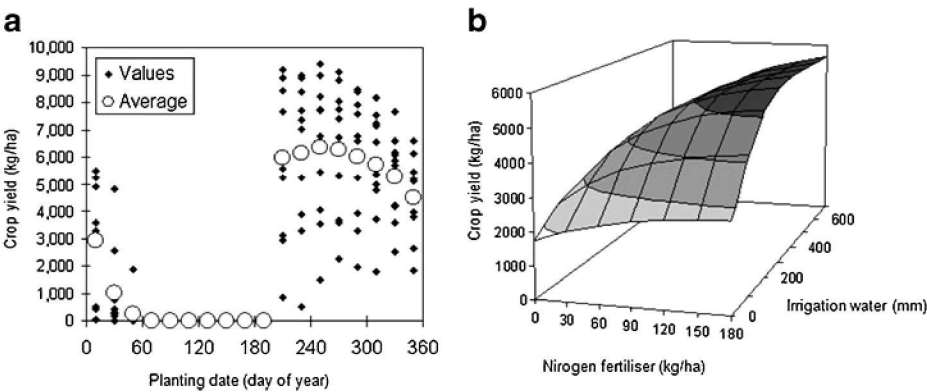 a
10,000
9,000
8,000
7,000
6,000
5,000
4,000
3,000
2,000
1,000
0
Crop yield (kg/ha)
Values
Average
0 60 120 180 240 300 360
Planting date (day of year)
b
6000
5000
4000
3000
2000
1000
0
Crop yield (kg/ha)
0 30 60 90 120 150 180
Nirogen fertiliser (kg/ha)
600
400
200
0
Irrigation water (mm)